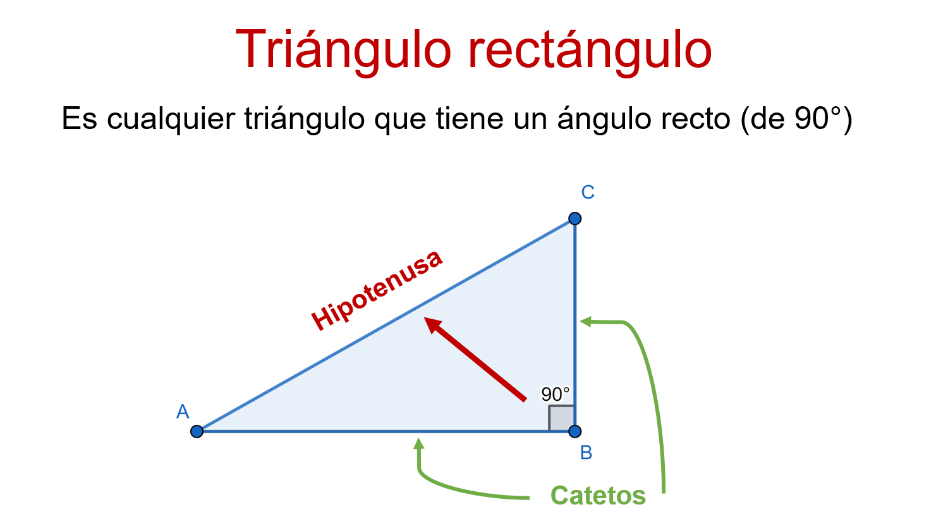 Triángulo rectángulo
Es cualquier triángulo que tiene un ángulo recto (de 90°)
C
Hipotenusa
90°
A
B
Catetos